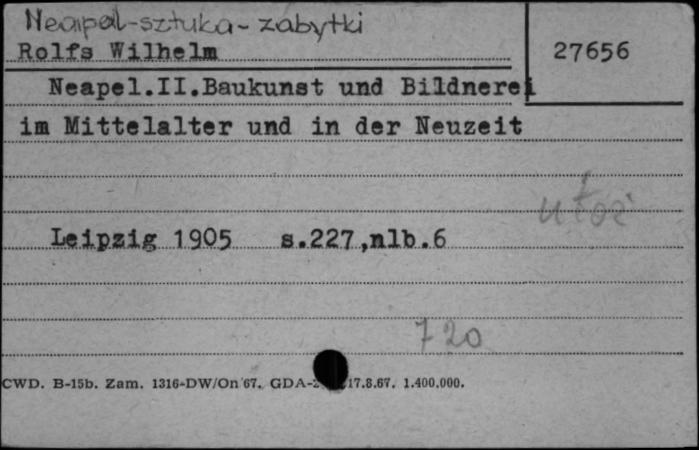 Neapol-sztuka-zabytki
Rolfs Wilhelm
27656
Neapel.II.Baukunst und Bildnerei
im Mittelalter und in der Neuzeit
Leipzig 1905 s.227,nlb.6
720
CWD. B-15b. Zam. 1316-DW/On 67. GDA- 17.8.67. 1.400.000.